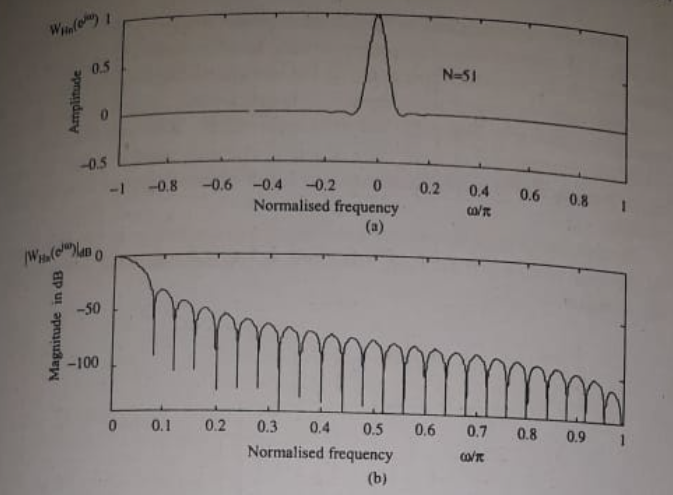 W_Hn(e^jω) 1
0.5
0
−0.5
Amplitude
N=51
−1 −0.8 −0.6 −0.4 −0.2 0 0.2 0.4 0.6 0.8 1
Normalised frequency ω/π
(a)
|W_Hn(e^jω)|dB 0
−50
−100
Magnitude in dB
0 0.1 0.2 0.3 0.4 0.5 0.6 0.7 0.8 0.9 1
Normalised frequency ω/π
(b)